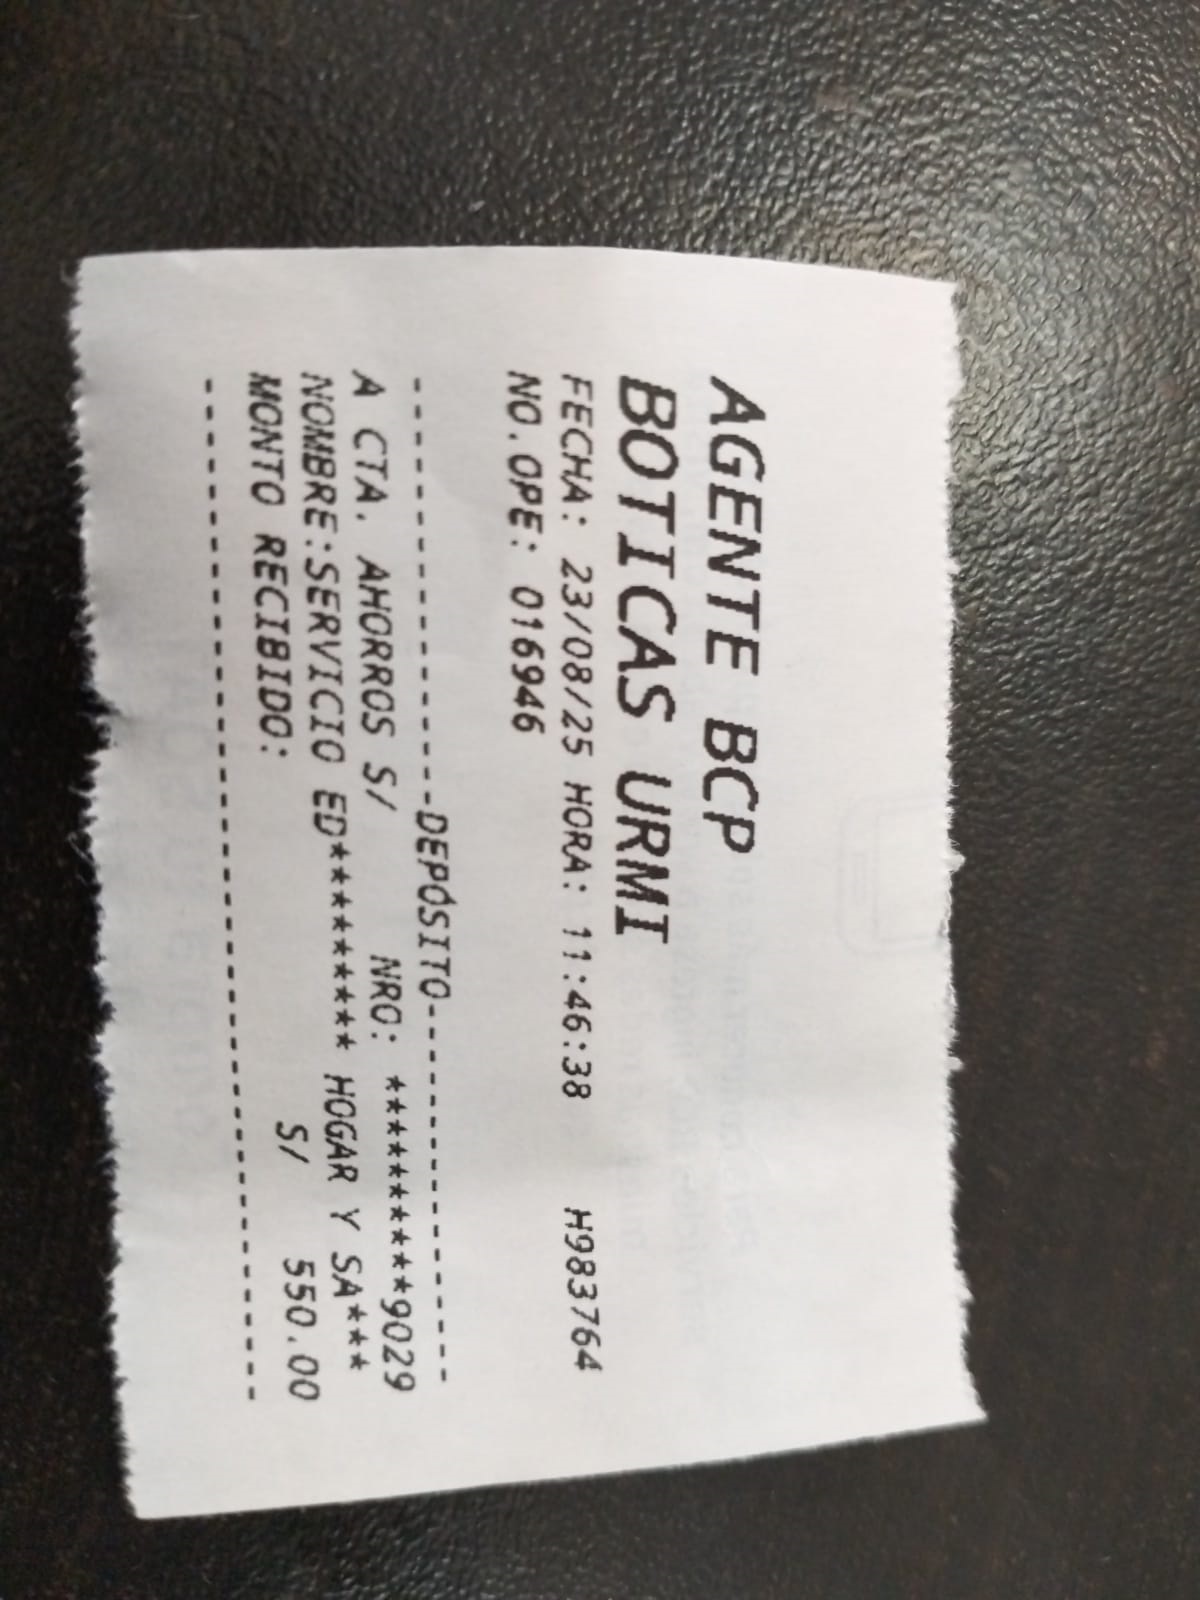 AGENTE BCP
BOTICAS URMI
FECHA: 23/08/25 HORA: 11:46:38 H983764
NO.OPE: 016946
----------------DEPÓSITO----------------
A CTA. AHORROS S/ NRO: **********9029
NOMBRE:SERVICIO ED********** HOGAR Y SA***
MONTO RECIBIDO: S/ 550.00
----------------------------------------